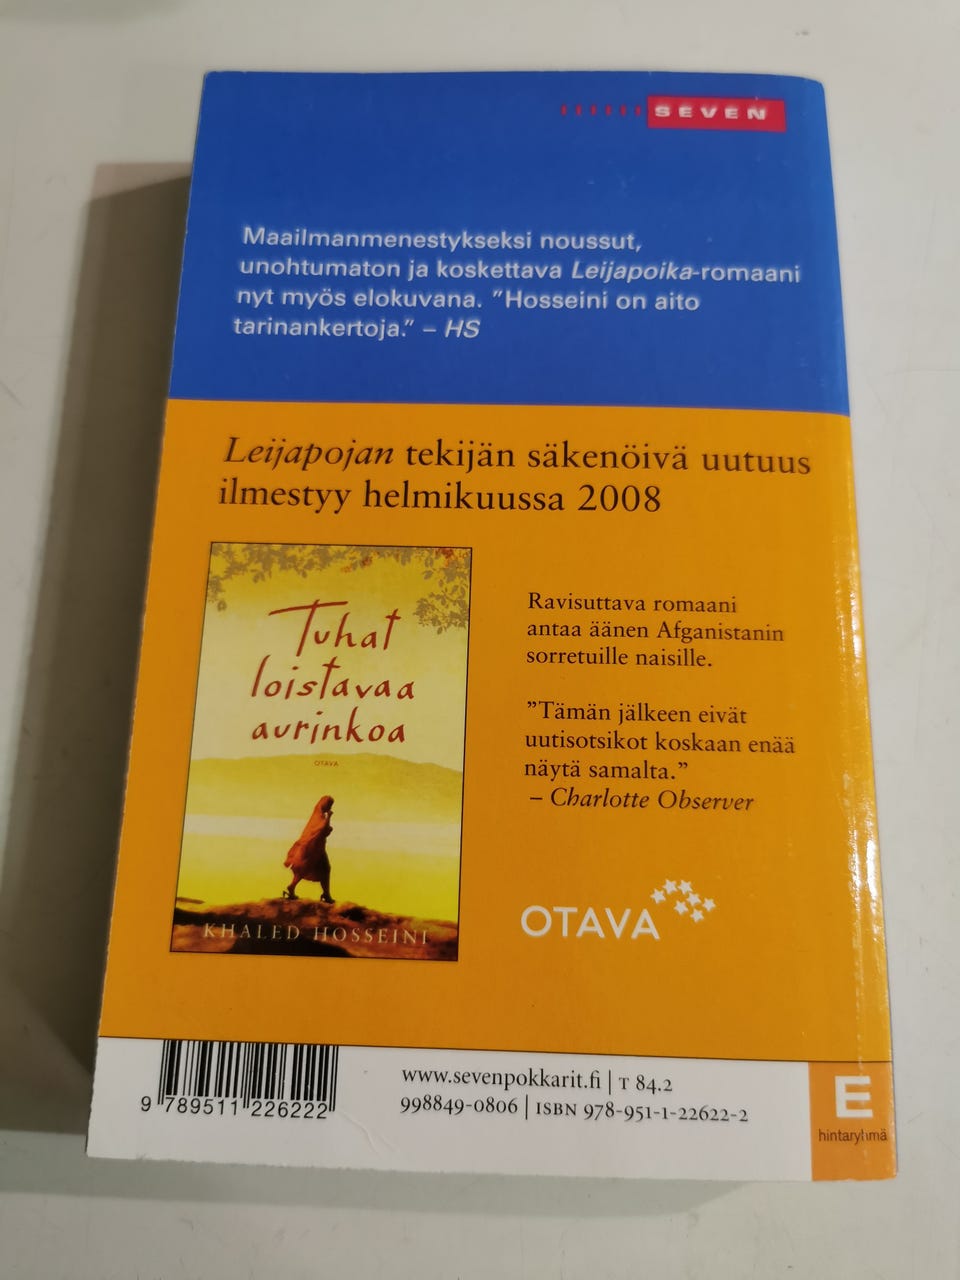 SEVEN
Maailmanmenestykseksi noussut,
unohtumaton ja koskettava Leijapoika-romaani
nyt myös elokuvana. ”Hosseini on aito
tarinankertoja.” – HS
Leijapojan tekijän säkenöivä uutuus
ilmestyy helmikuussa 2008
Tuhat
loistavaa
aurinkoa
OTAVA
KHALED HOSSEINI
Ravisuttava romaani
antaa äänen Afganistanin
sorretuille naisille.
”Tämän jälkeen eivät
uutisotsikot koskaan enää
näytä samalta.”
– Charlotte Observer
OTAVA
9 789511 226222
www.sevenpokkarit.fi | T 84.2
998849-0806 | ISBN 978-951-1-22622-2
E
hintaryhmä